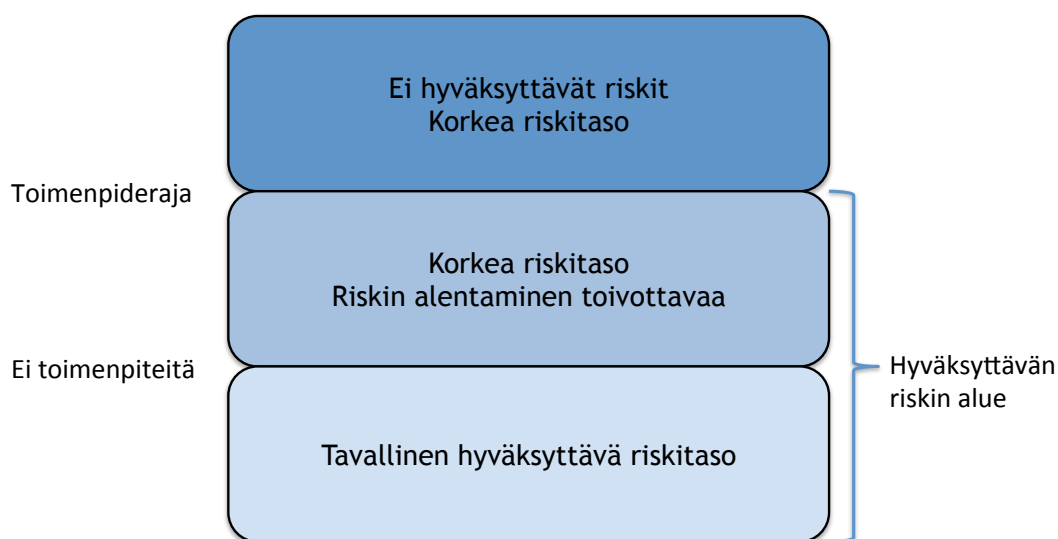 Ei hyväksyttävät riskit
Korkea riskitaso
Toimenpideraja
Korkea riskitaso
Riskin alentaminen toivottavaa
Ei toimenpiteitä
Hyväksyttävän
riskin alue
Tavallinen hyväksyttävä riskitaso